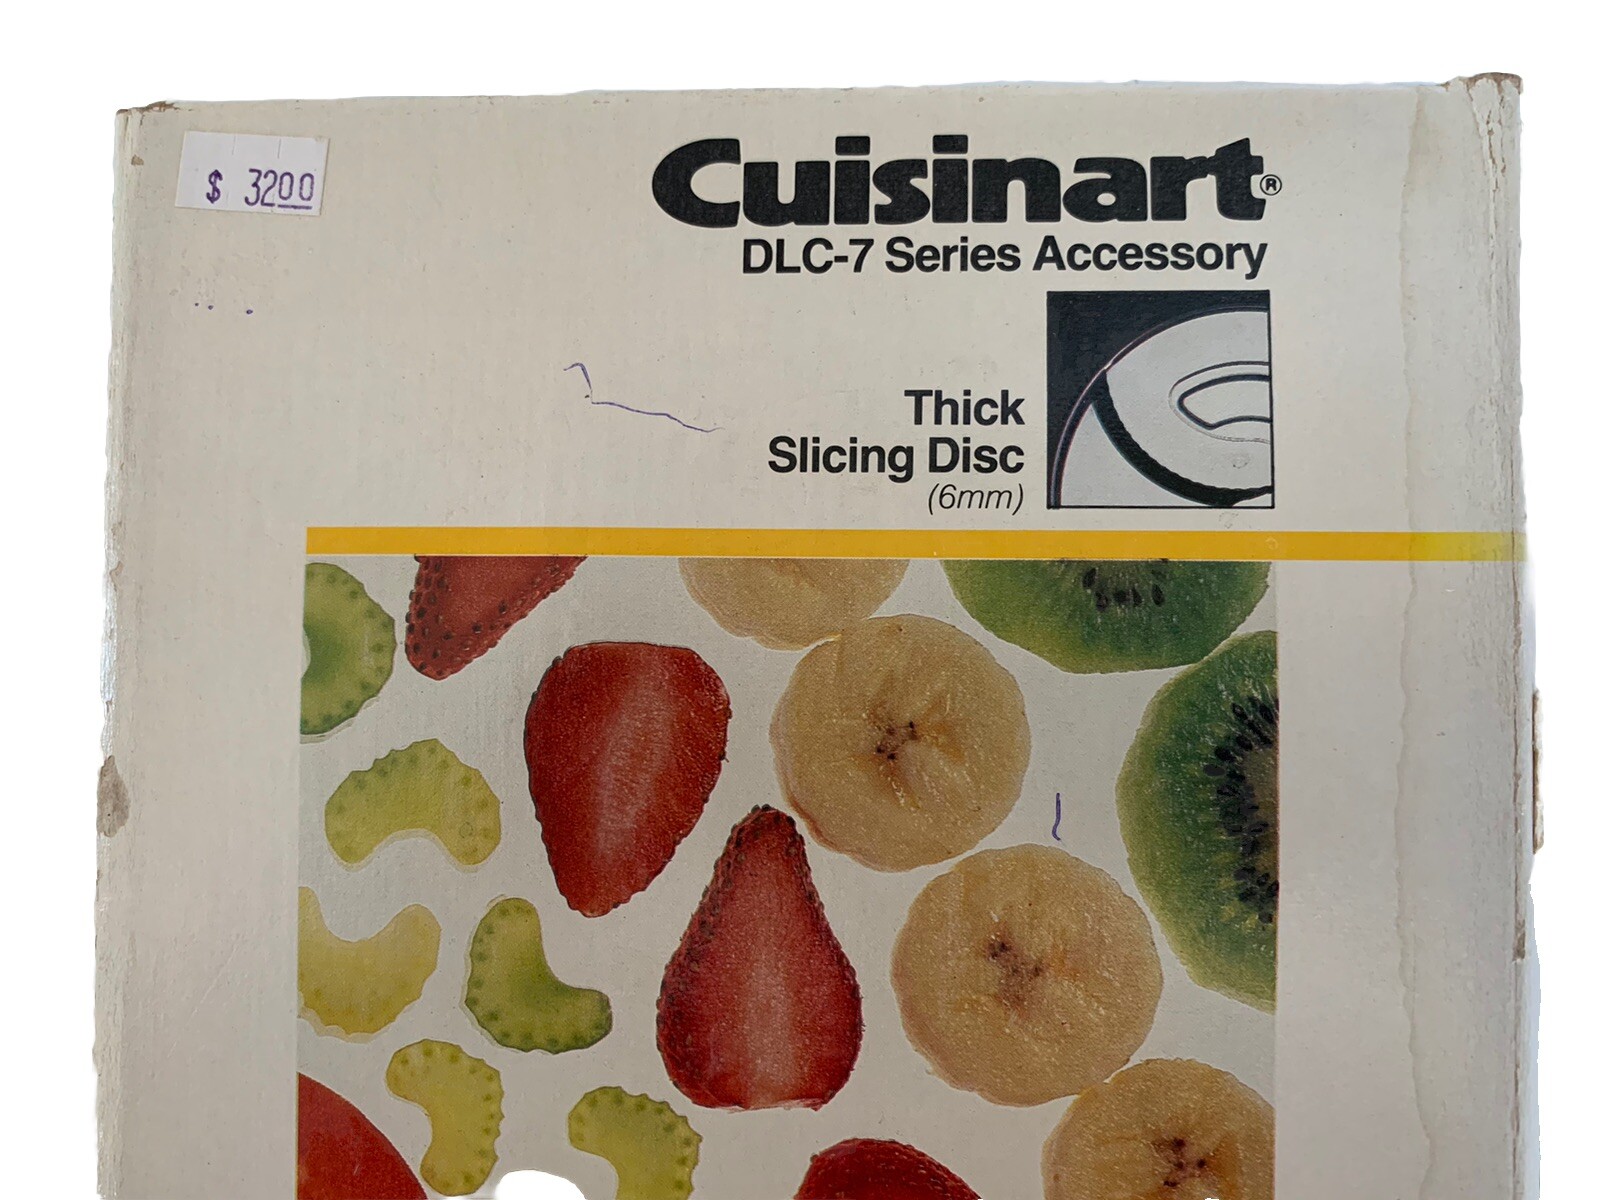 $ 3200
Cuisinart®
DLC-7 Series Accessory
Thick
Slicing Disc
(6mm)